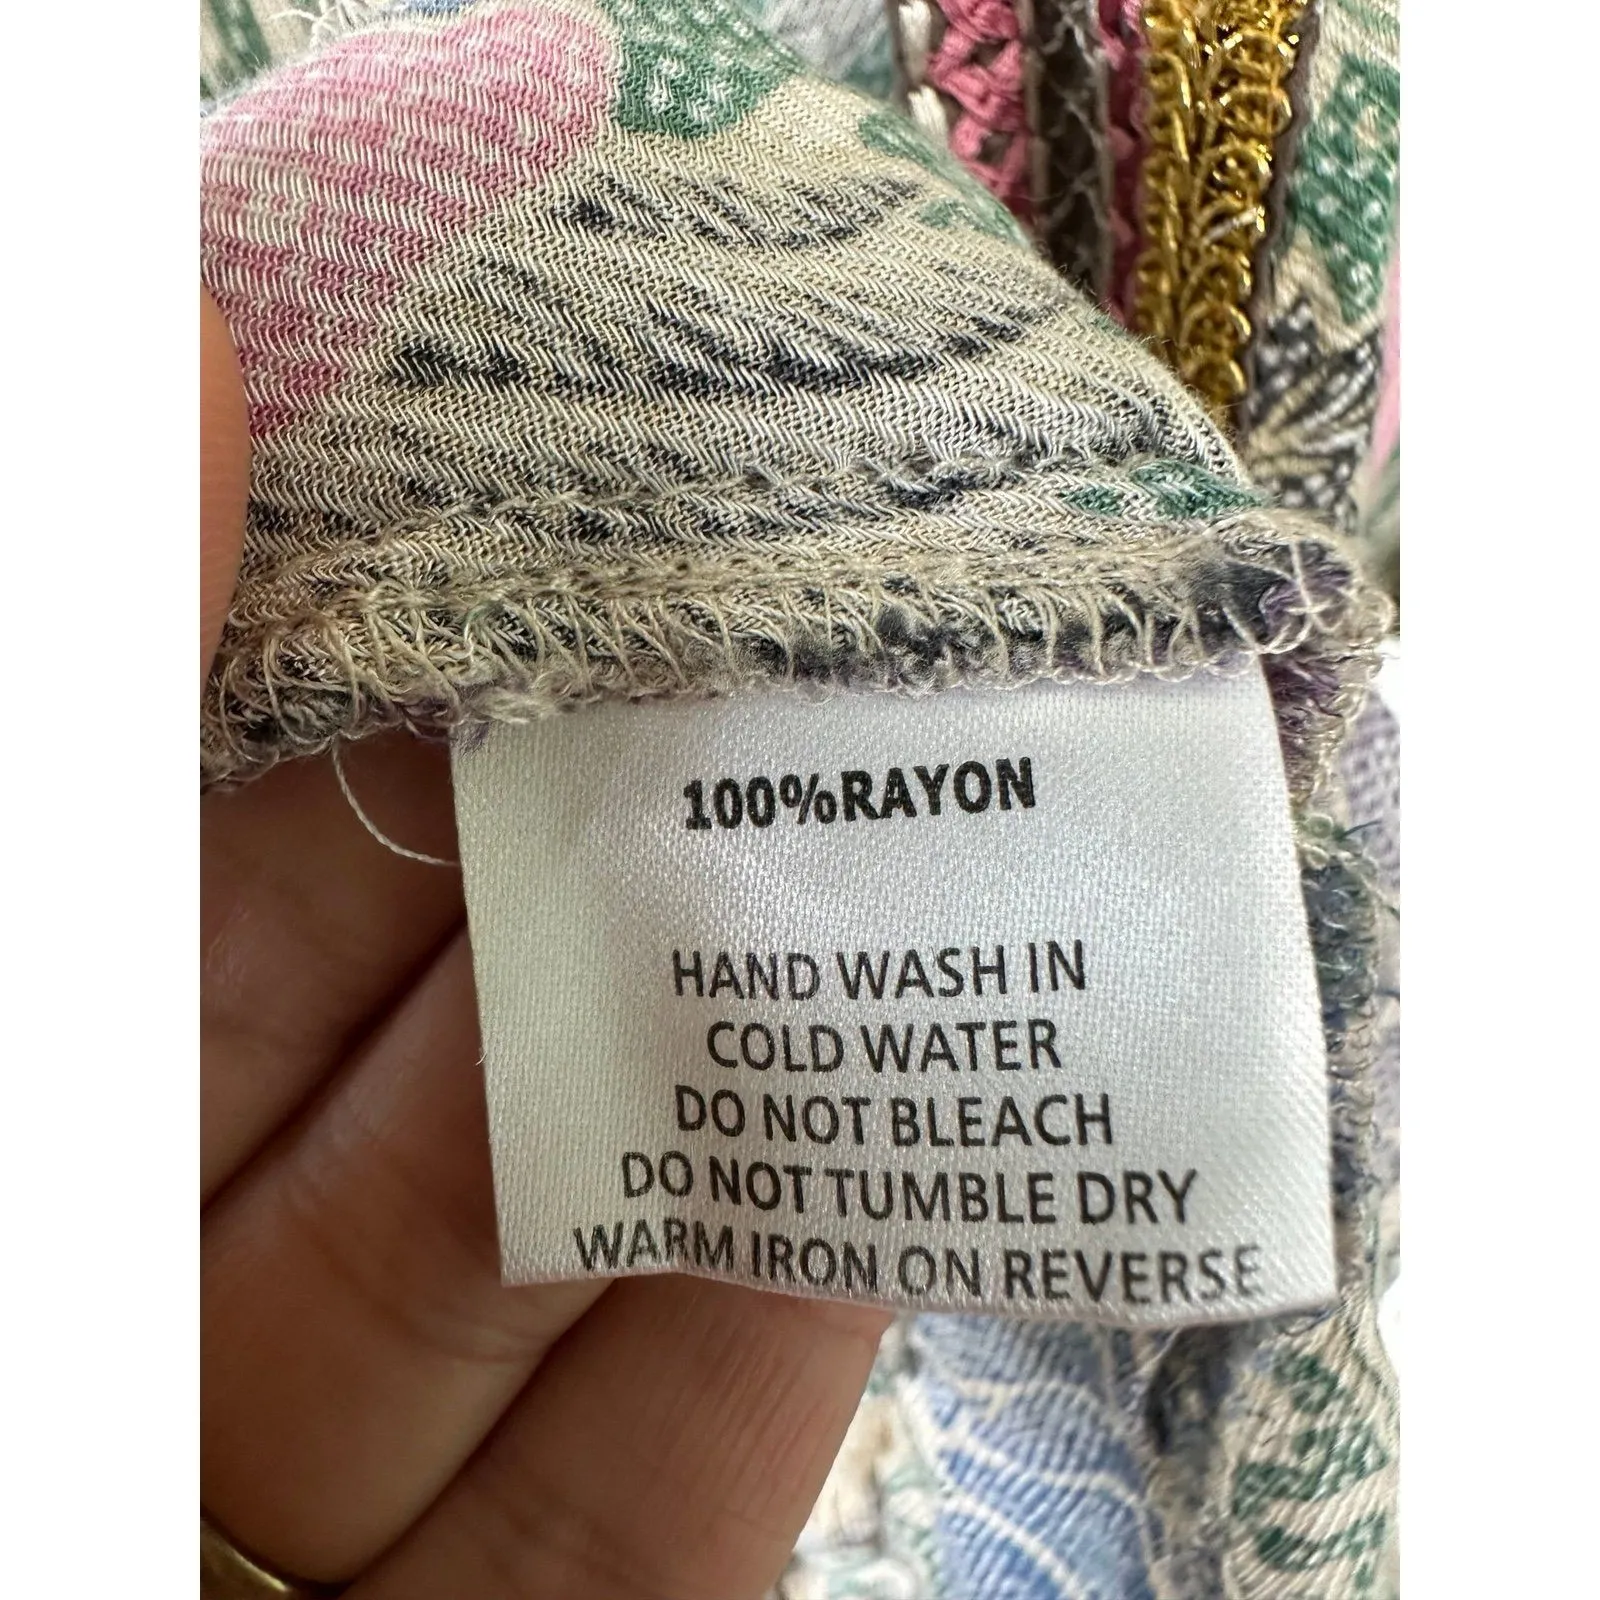 100%RAYON
HAND WASH IN
COLD WATER
DO NOT BLEACH
DO NOT TUMBLE DRY
WARM IRON ON REVERSE